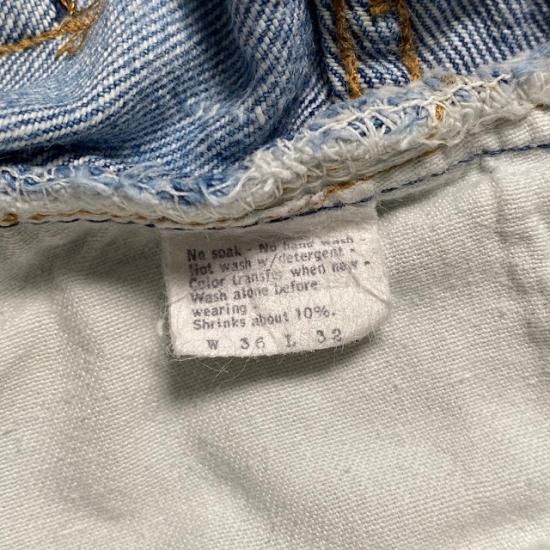 No soak - No hand wash -
Hot wash w/detergent -
Color transfer when new -
Wash alone before
wearing -
Shrinks about 10%.
W 36 L 32